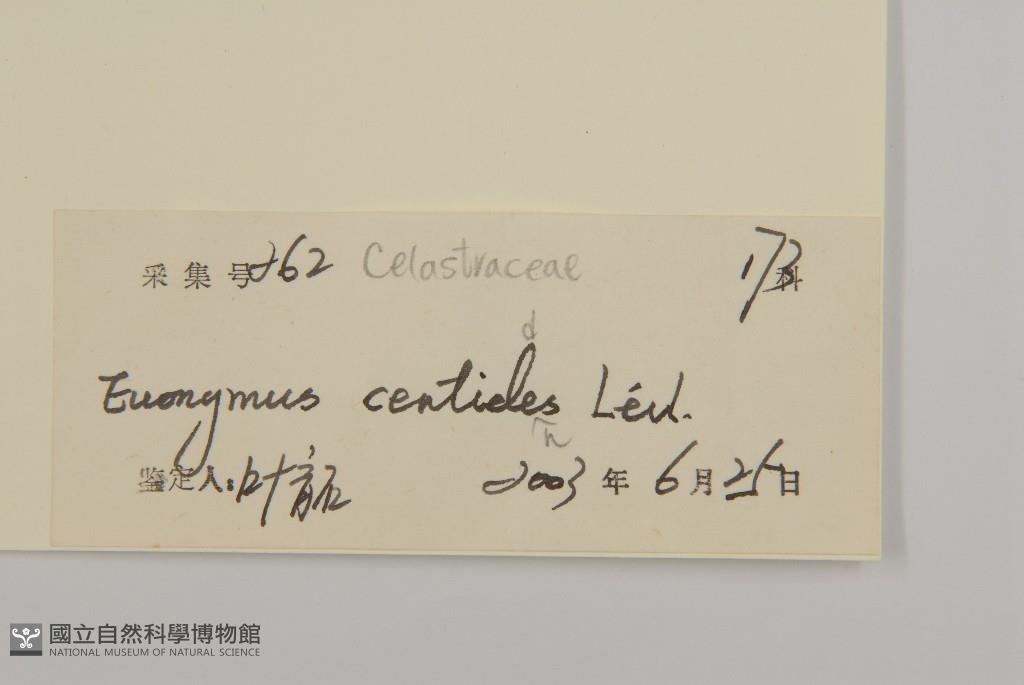 采集号 262 Celastraceae 173 科
d
Euonymus centidels Lévl.
n
鉴定人: 叶 2003 年 6 月 25 日
國立自然科學博物館
NATIONAL MUSEUM OF NATURAL SCIENCE